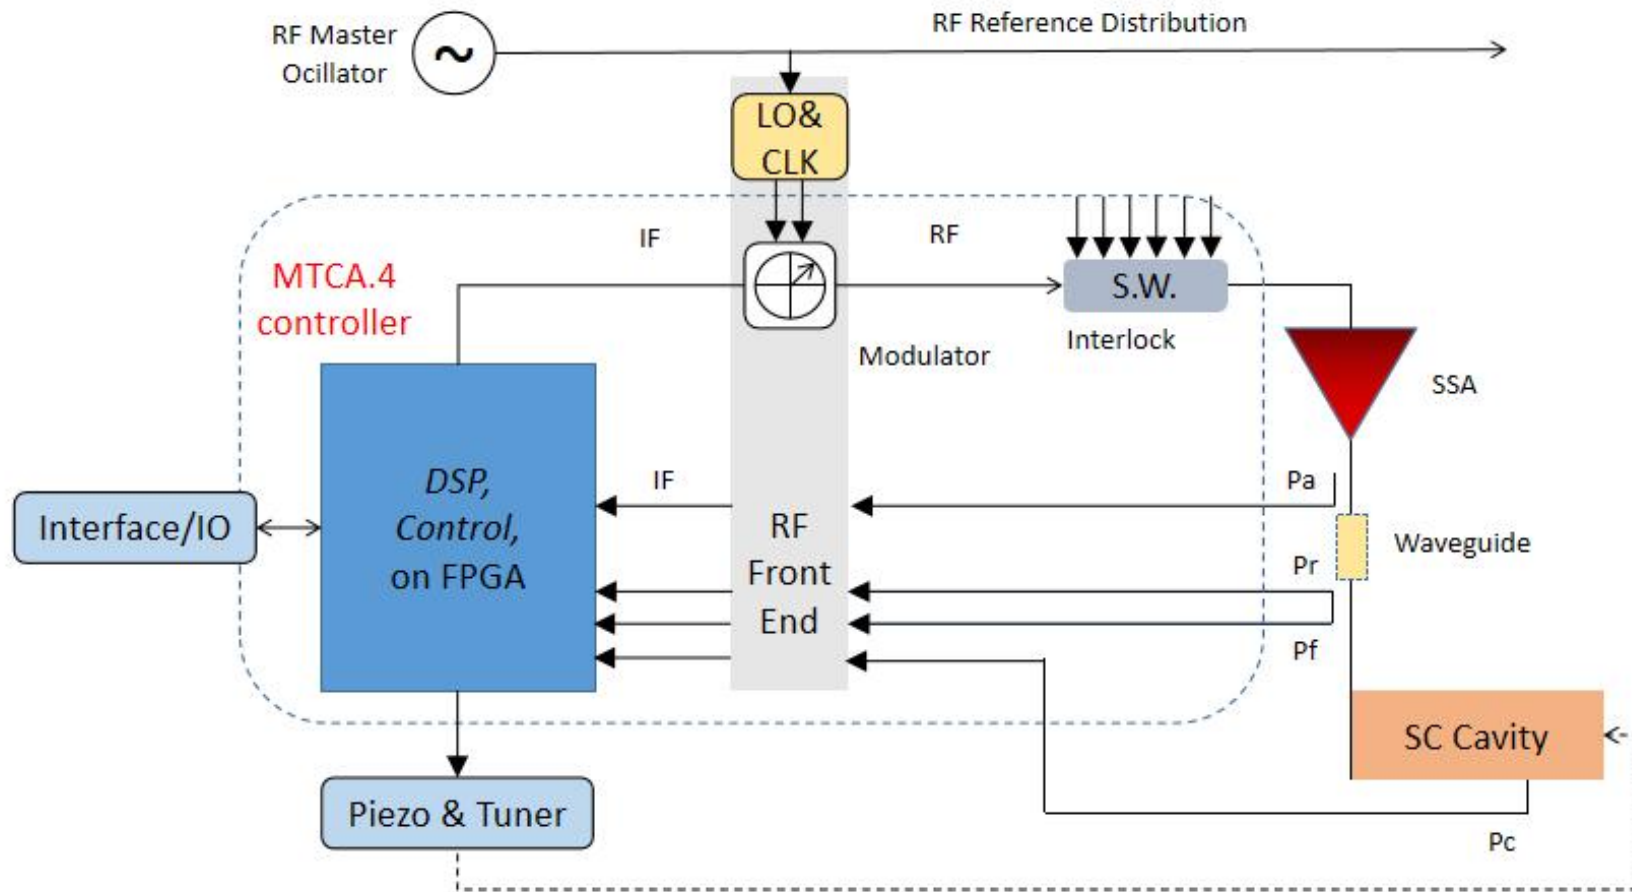 RF Reference Distribution
RF Master
Ocillator
~
LO&
CLK
IF
RF
MTCA.4
controller
S.W.
Interlock
Modulator
SSA
DSP,
Control,
on FPGA
IF
Pa
Interface/IO
RF
Front
End
Waveguide
Pr
Pf
SC Cavity
Piezo & Tuner
Pc